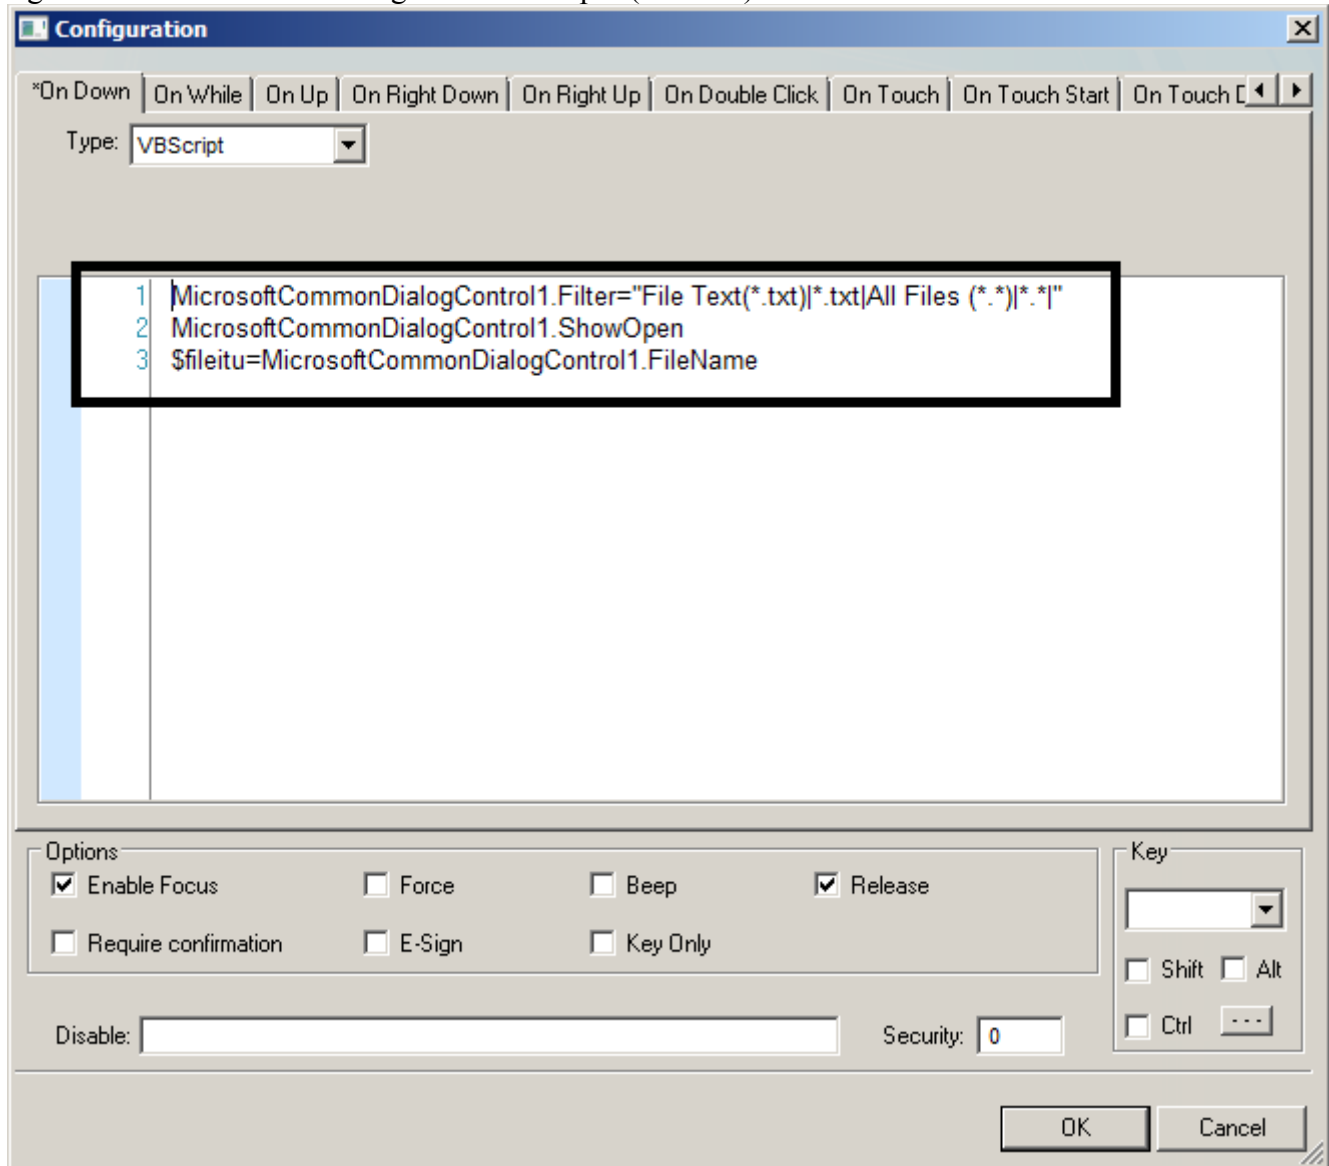 Configuration
*On Down On While On Up On Right Down On Right Up On Double Click On Touch On Touch Start On Touch
Type: VBScript
1 MicrosoftCommonDialogControl1.Filter="File Text(*.txt)|*.txt|All Files (*.*)|*.*|"
2 MicrosoftCommonDialogControl1.ShowOpen
3 $fileitu=MicrosoftCommonDialogControl1.FileName
Options
Key
Enable Focus Force Beep Release
Require confirmation E-Sign Key Only
Shift Alt
Disable: Security: 0
Ctrl ...
OK Cancel